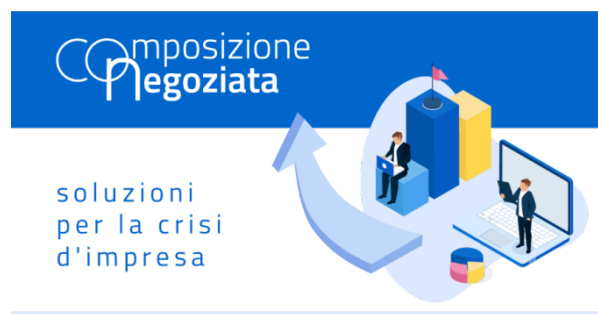 composizione
negoziata
soluzioni
per la crisi
d'impresa